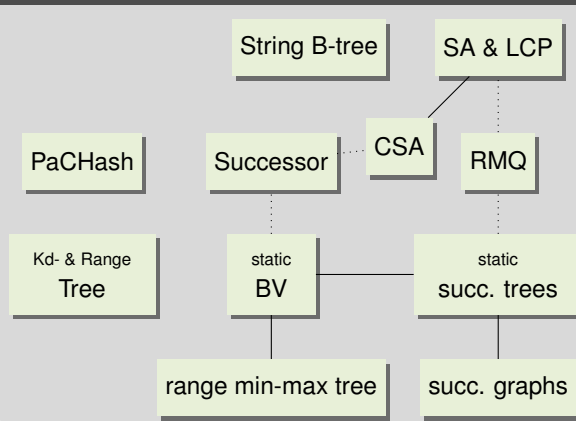 String B-tree
SA & LCP
PaCHash
Successor
CSA
RMQ
Kd- & Range
Tree
static
BV
static
succ. trees
range min-max tree
succ. graphs